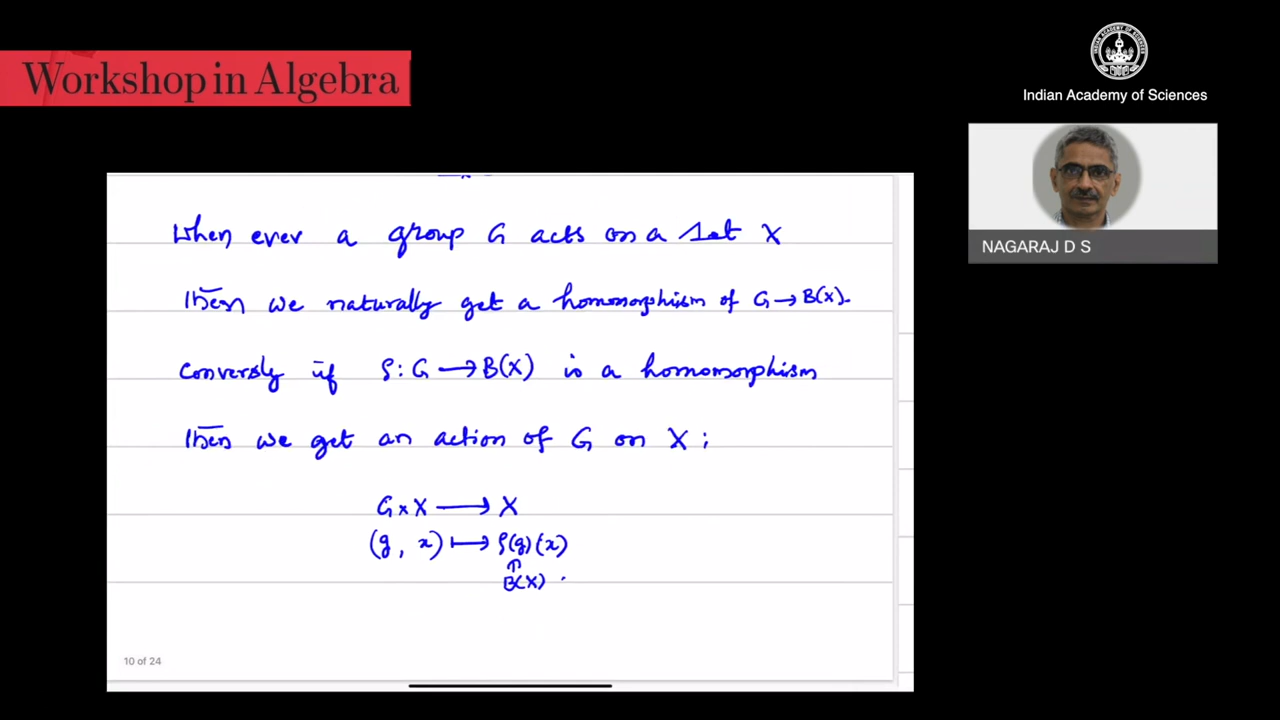 Workshop in Algebra
Indian Academy of Sciences
NAGARAJ D S
When ever a group G acts on a set X
then we naturally get a homomorphism of G → B(X).
conversly if ρ: G → B(X) is a homomorphism
then we get an action of G on X ;
G × X → X
(g, x) ↦ ρ(g)(x)
↑
B(X) .
10 of 24